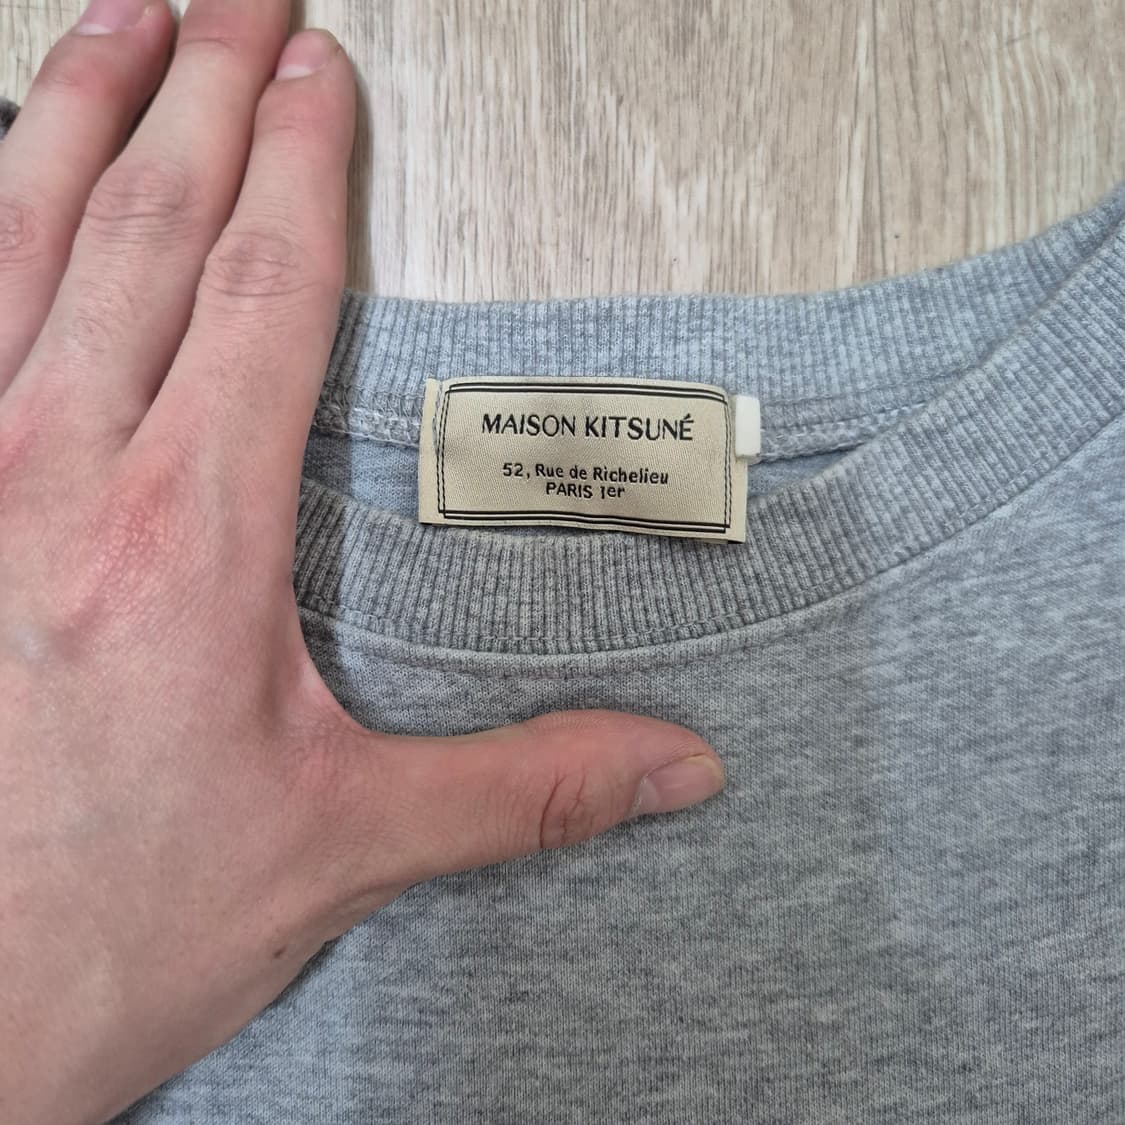 MAISON KITSUNÉ
52, Rue de Richelieu
PARIS 1er